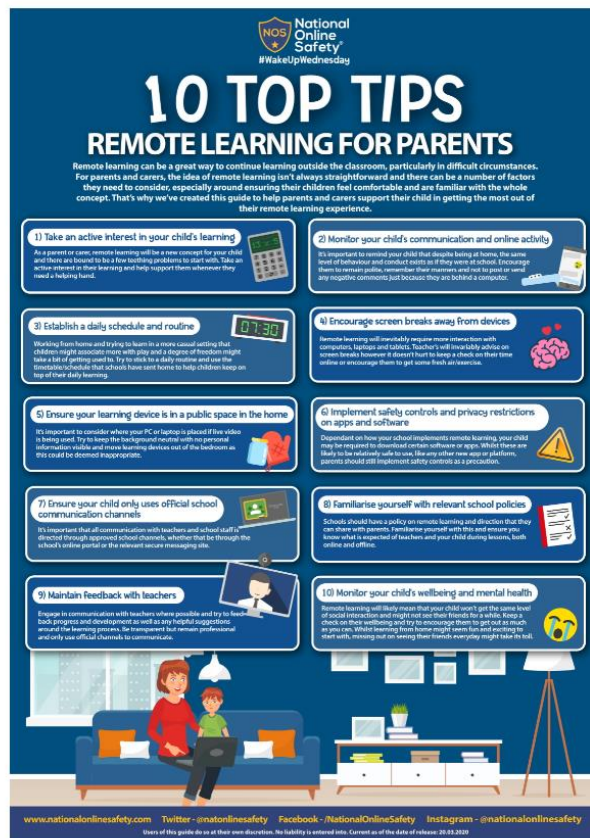 NOS
National
Online
Safety®
#WakeUpWednesday
10 TOP TIPS
REMOTE LEARNING FOR PARENTS
Remote learning can be a great way to continue learning outside the classroom, particularly in difficult circumstances.
For parents and carers, the idea of remote learning isn't always straightforward and there can be a number of factors
they need to consider, especially around ensuring their children feel comfortable and are familiar with the whole
concept. That's why we've created this guide to help parents and carers support their child in getting the most out
of their remote learning experience.
1) Take an active interest in your child's learning
As a parent or carer, remote learning will be a new concept for your child
and there are bound to be a few teething problems to start with. Take an
active interest in their learning and help support them whenever they
need a helping hand.
2) Monitor your child's communication and online activity
It's important to remind your child that despite being at home, the same
level of behaviour and conduct exists as if they were at school. Encourage
them to remain polite, remember their manners and not to post or send
any negative comments just because they are behind a computer.
3) Establish a daily schedule and routine
Working from home and trying to learn in a more casual setting that
children might associate more with play and a degree of freedom might
take a bit of getting used to. Try to stick to a daily routine and use the
timetable/schedule that schools have sent home to help children keep on
top of their daily learning.
07:30
4) Encourage screen breaks away from devices
Remote learning will inevitably require more interaction with
computers, laptops and tablets. Teacher's will invariably advise on
screen breaks however it doesn't hurt to keep a check on their time
online or encourage them to get some fresh air/exercise.
5) Ensure your learning device is in a public space in the home
It's important to consider where your PC or laptop is placed if live video
is being used. Try to keep the background neutral with no personal
information visible and move learning devices out of the bedroom as
this could be deemed inappropriate.
6) Implement safety controls and privacy restrictions
on apps and software
Dependant on how your school implements remote learning, your child
may be required to download certain software or apps. Whilst these are
likely to be relatively safe to use, like any other new app or platform,
parents should still implement safety controls as a precaution.
7) Ensure your child only uses official school
communication channels
It's important that all communication with teachers and school staff is
directed through approved school channels, whether that be through the
school's online portal or the relevant secure messaging site.
8) Familiarise yourself with relevant school policies
Schools should have a policy on remote learning and direction that they
can share with parents. Familiarise yourself with this and ensure you
know what is expected of teachers and your child during lessons, both
online and offline.
9) Maintain feedback with teachers
Engage in communication with teachers where possible and try to feed
back progress and development as well as any helpful suggestions
around the learning process. Be transparent but remain professional
and only use official channels to communicate.
10) Monitor your child's wellbeing and mental health
Remote learning will likely mean that your child won't get the same level
of social interaction and might not see their friends for a while. Keep a
check on their wellbeing and try to encourage them to get out as much
as you can. Whilst learning from home might seem fun and exciting to
start with, missing out on seeing their friends everyday might take its toll.
www.nationalonlinesafety.com Twitter - @natonlinesafety Facebook - /NationalOnlineSafety Instagram - @nationalonlinesafety
Users of this guide do so at their own discretion. No liability is entered into. Current as of the date of release: 20.03.2020